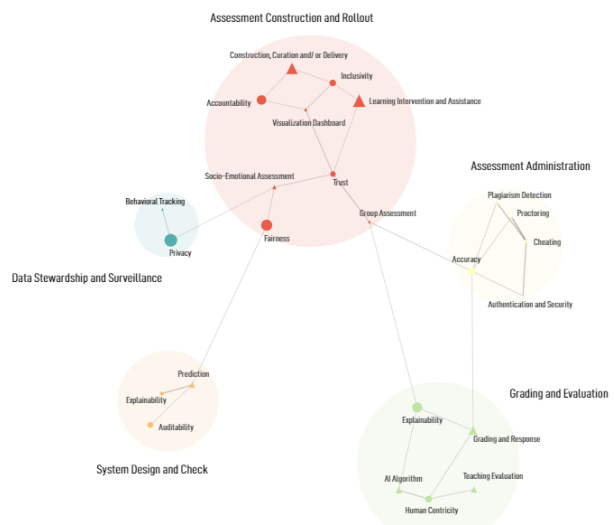 Assessment Construction and Rollout
Construction, Curation and/ or Delivery
Inclusivity
Accountability
Learning Intervention and Assistance
Visualization Dashboard
Assessment Administration
Socio-Emotional Assessment
Trust
Plagiarism Detection
Behavioral Tracking
Proctoring
Group Assessment
Fairness
Cheating
Privacy
Accuracy
Data Stewardship and Surveillance
Authentication and Security
Prediction
Grading and Evaluation
Explainability
Explainability
Auditability
Grading and Response
System Design and Check
AI Algorithm
Teaching Evaluation
Human Centricity